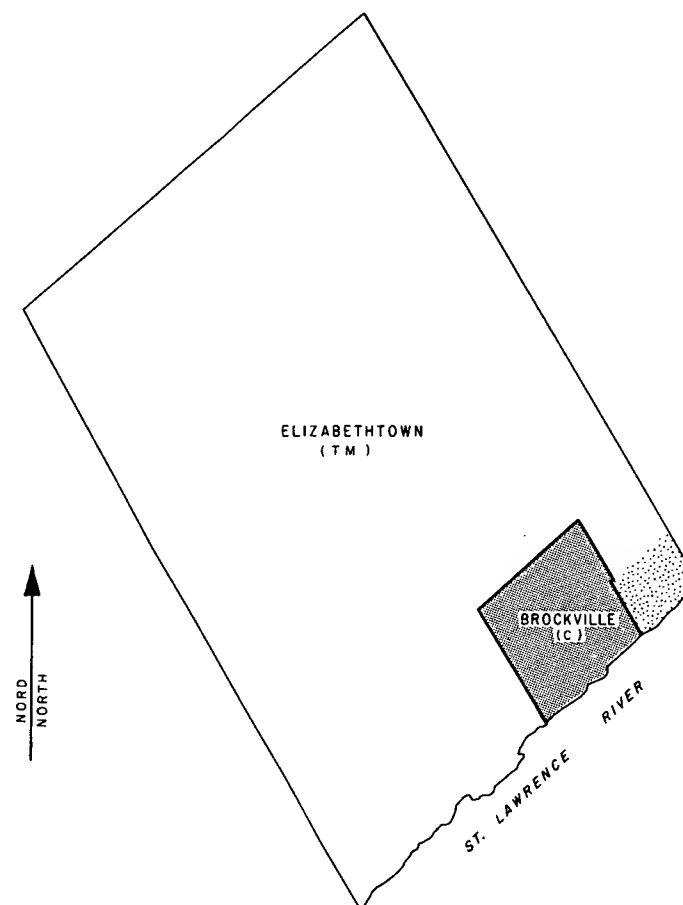 ELIZABETHTOWN
(TM)
BROCKVILLE
(C)
NORD
NORTH
ST. LAWRENCE RIVER